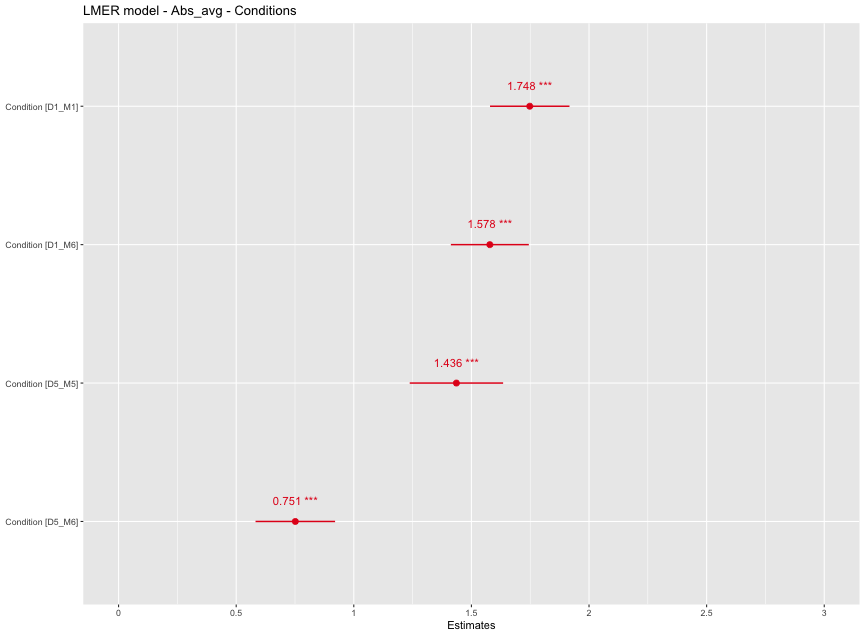 LMER model - Abs_avg - Conditions
1.748 ***
Condition [D1_M1]
1.578 ***
Condition [D1_M6]
1.436 ***
Condition [D5_M5]
0.751 ***
Condition [D5_M6]
0 0.5 1 1.5 2 2.5 3
Estimates